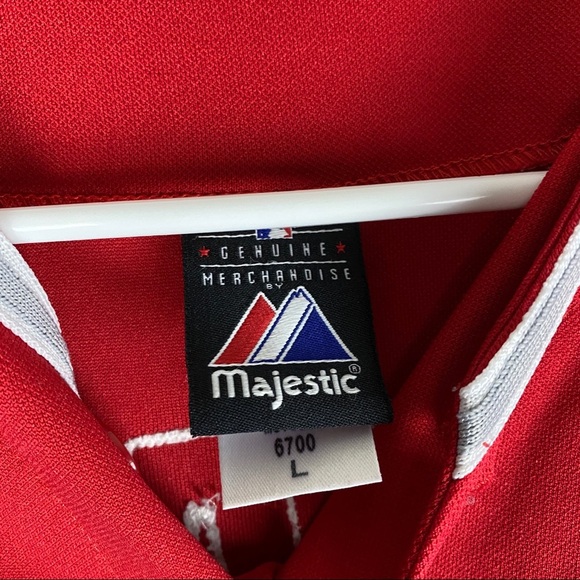 GENUINE
MERCHANDISE
BY
Majestic®
6700
L